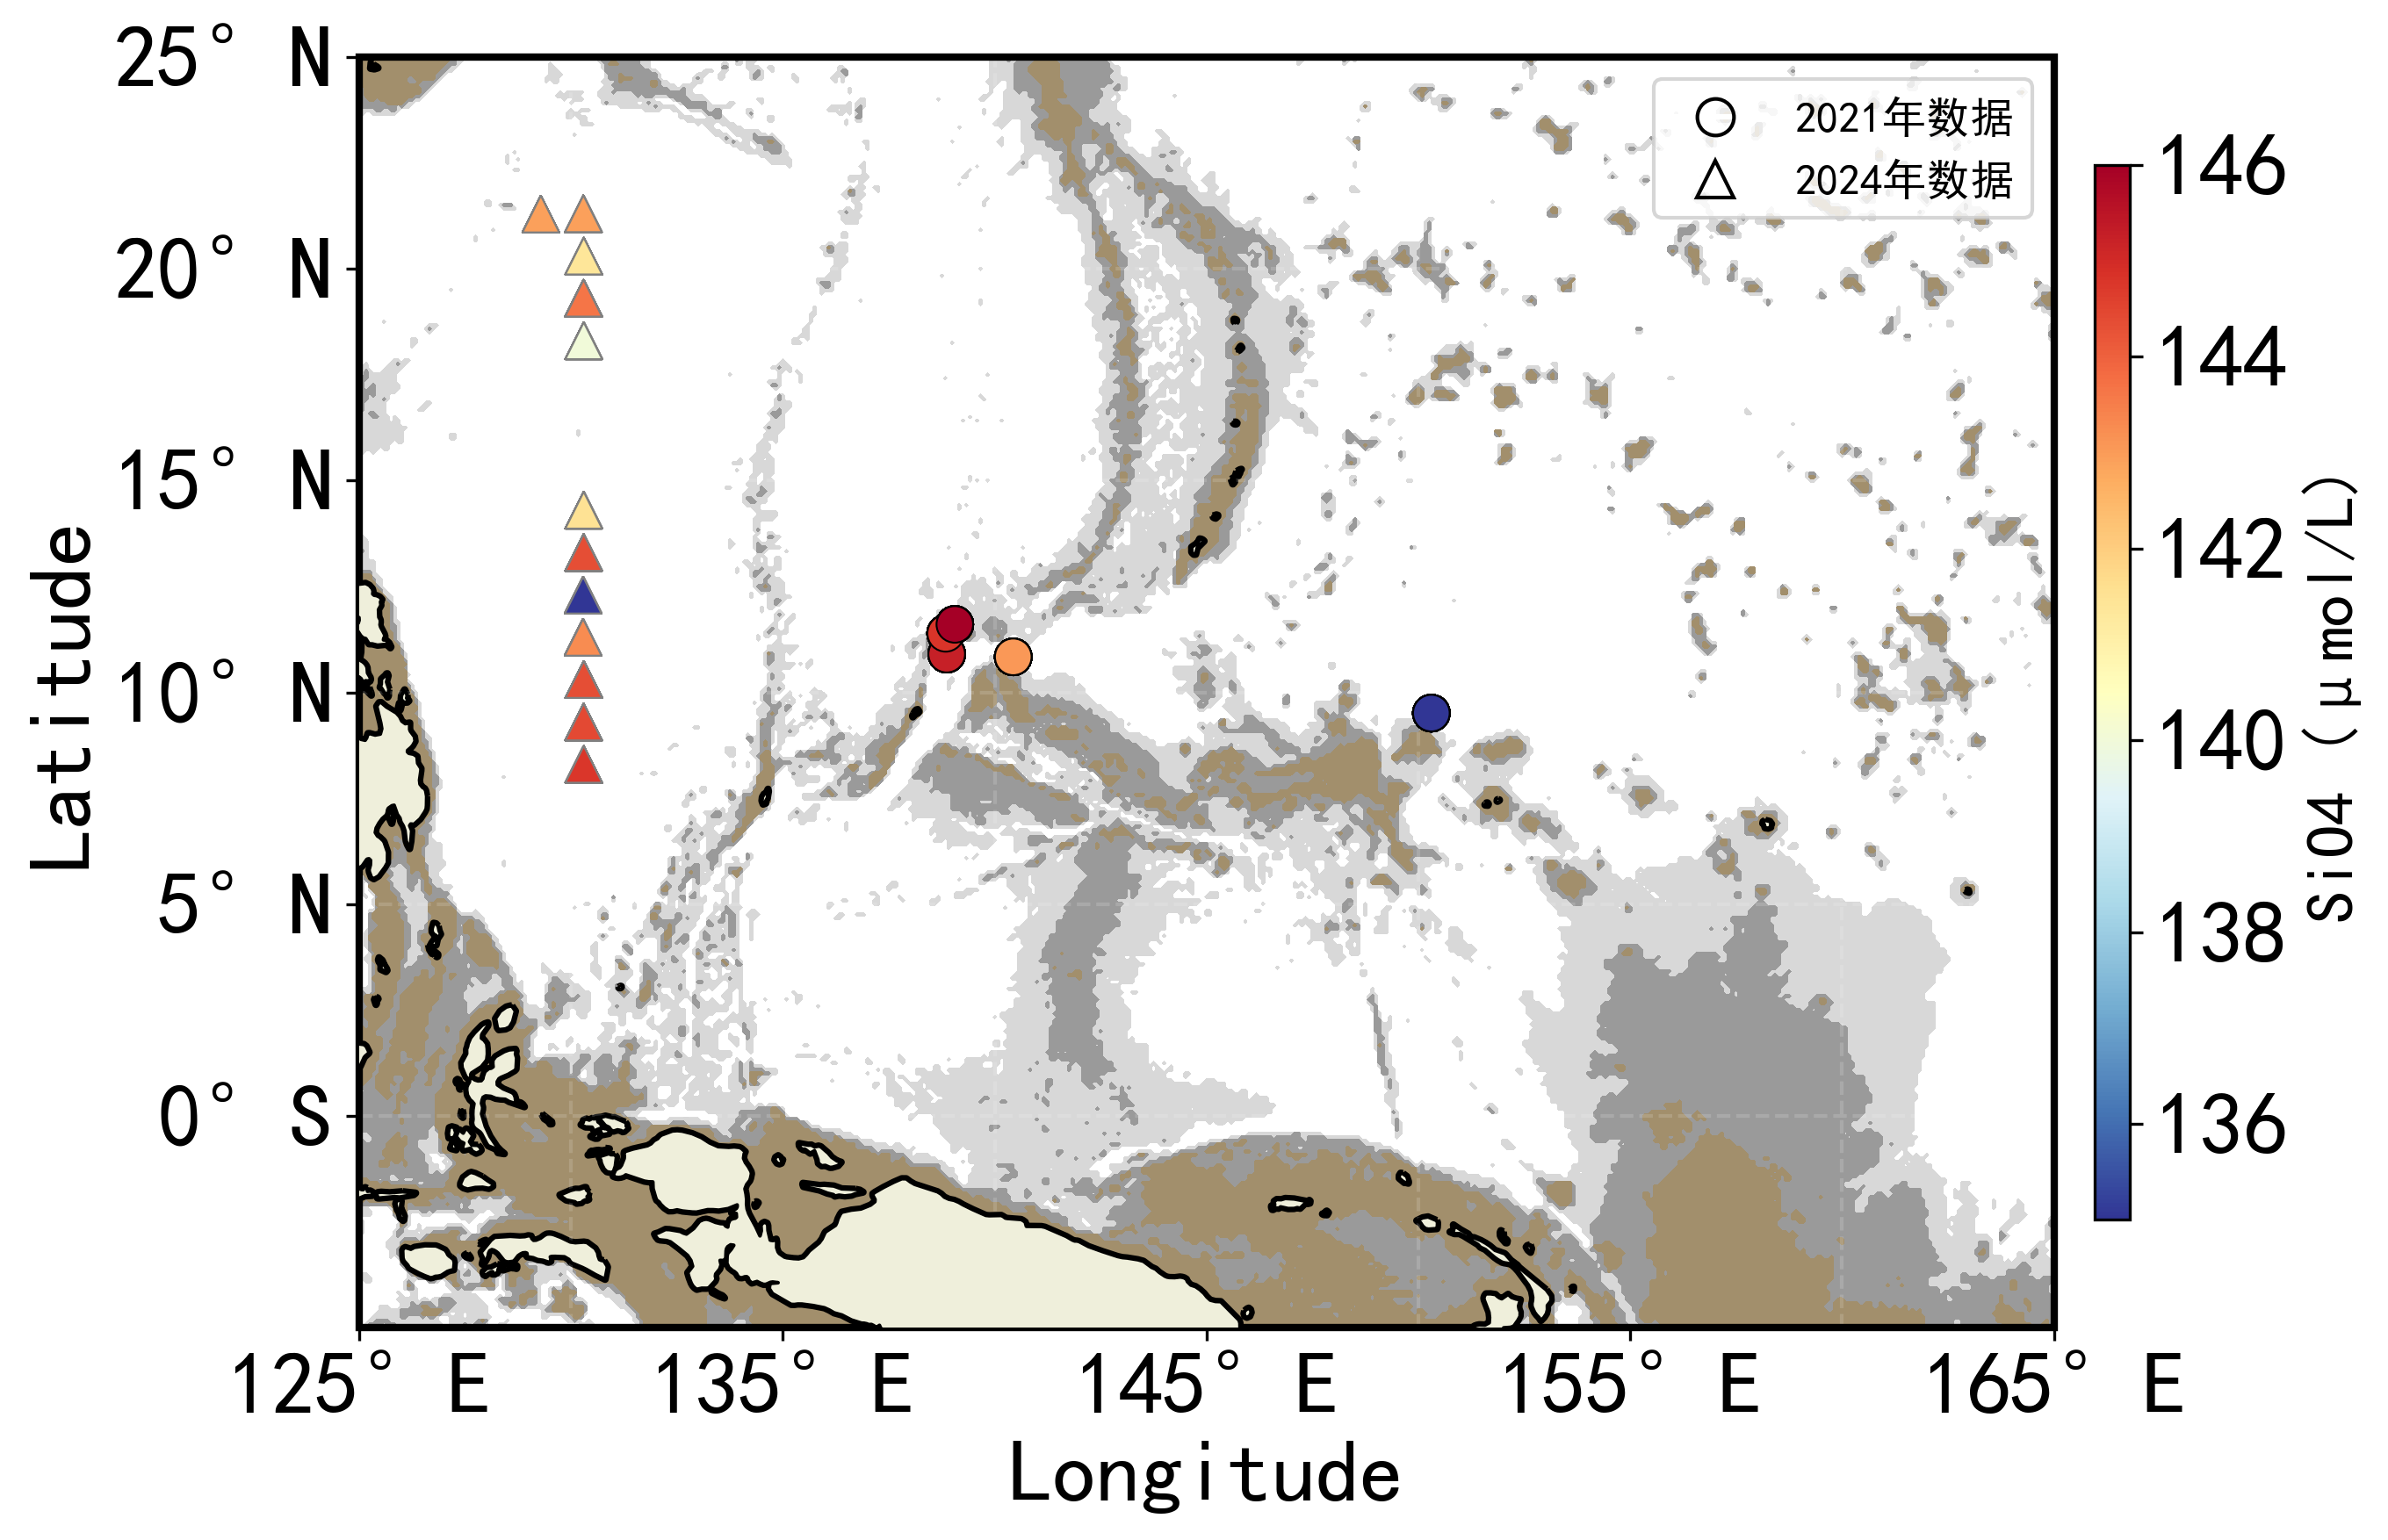 25° N
20° N
15° N
10° N
5° N
0° S
Latitude
125° E
135° E
145° E
155° E
165° E
Longitude
2021年数据
2024年数据
146
144
142
140
138
136
SiO4（μmol/L）